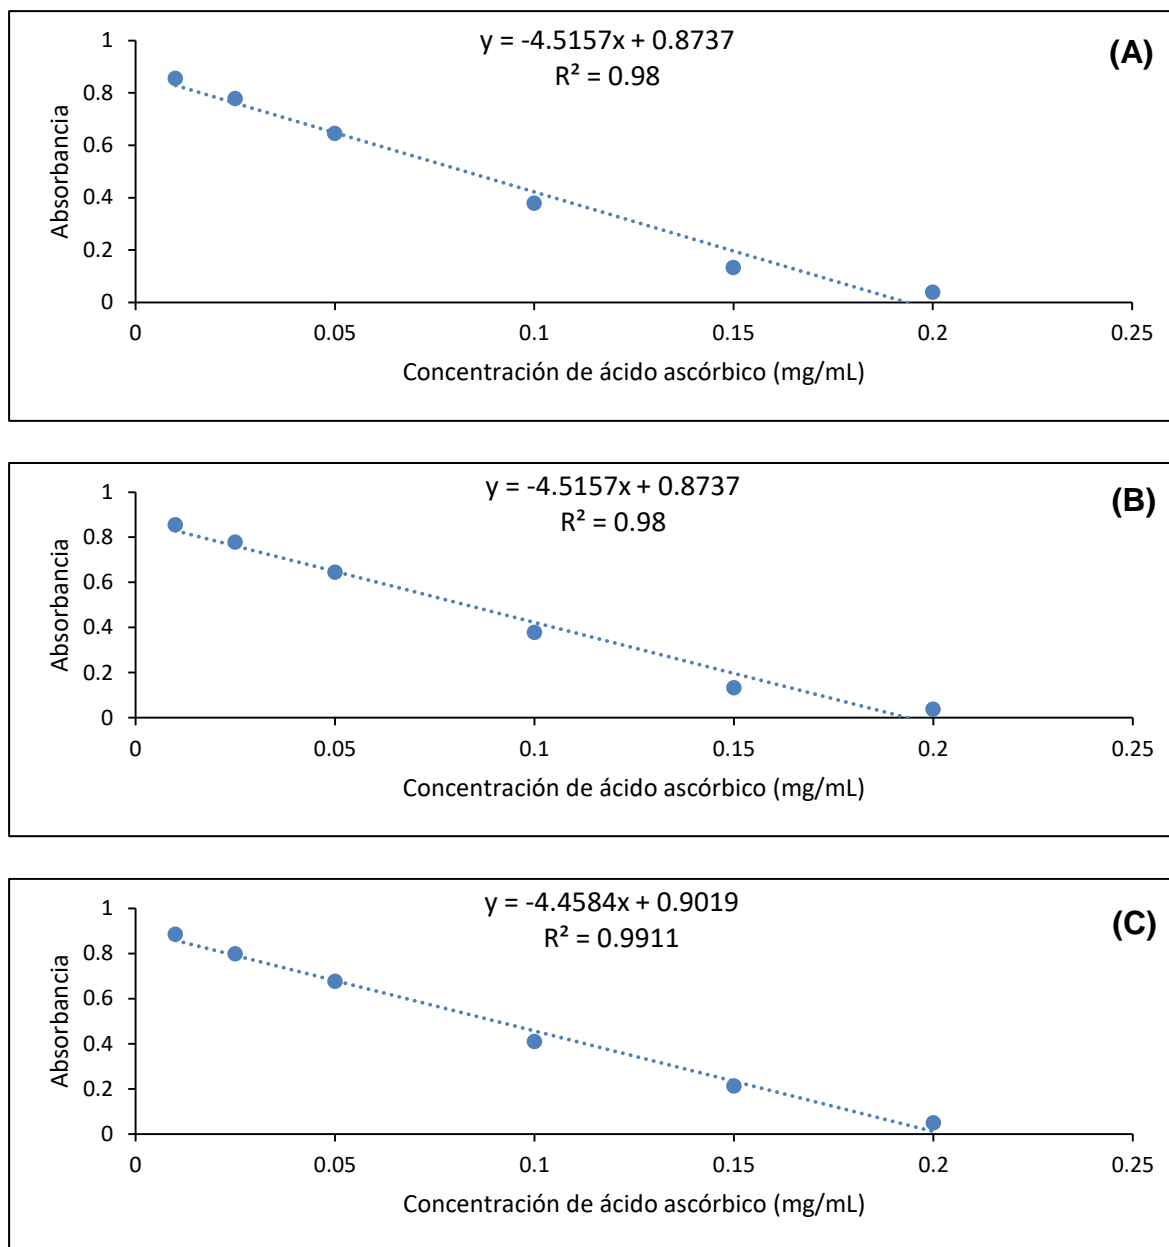 y = -4.5157x + 0.8737
R² = 0.98
(A)
1
0.8
0.6
0.4
0.2
0
Absorbancia
0 0.05 0.1 0.15 0.2 0.25
Concentración de ácido ascórbico (mg/mL)
y = -4.5157x + 0.8737
R² = 0.98
(B)
1
0.8
0.6
0.4
0.2
0
Absorbancia
0 0.05 0.1 0.15 0.2 0.25
Concentración de ácido ascórbico (mg/mL)
y = -4.4584x + 0.9019
R² = 0.9911
(C)
1
0.8
0.6
0.4
0.2
0
Absorbancia
0 0.05 0.1 0.15 0.2 0.25
Concentración de ácido ascórbico (mg/mL)